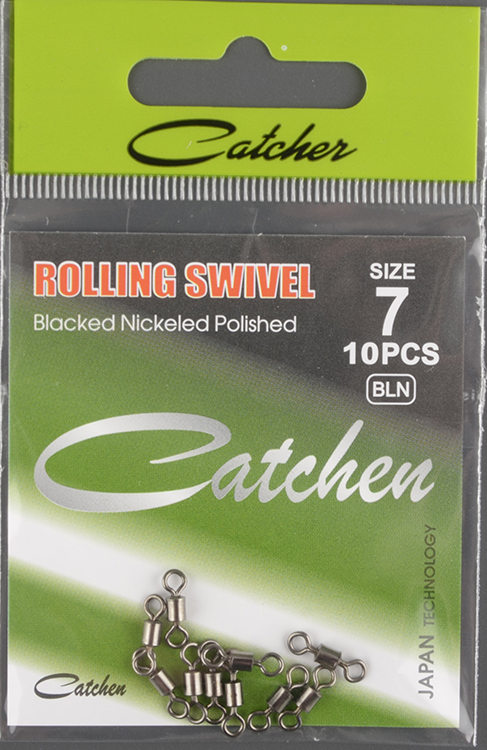 Catcher
ROLLING SWIVEL
Blacked Nickeled Polished
SIZE
7
10PCS
BLN
Catchen
JAPAN TECHNOLOGY
Catchen